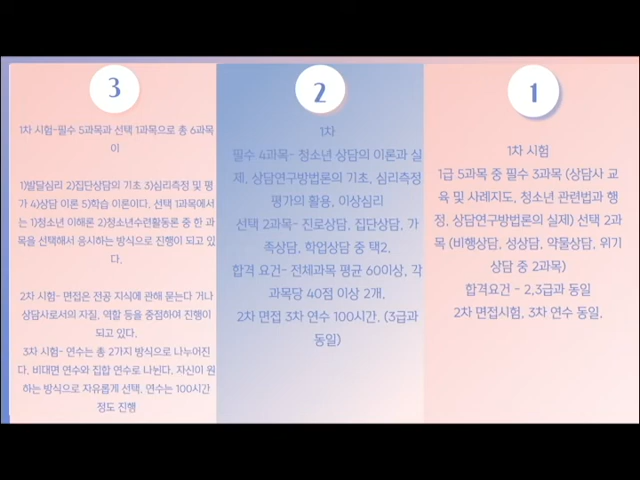 3
1차 시험-필수 5과목과 선택 1과목으로 총 6과목
이
1)발달심리 2)집단상담의 기초 3)심리측정 및 평
가 4)상담 이론 5)학습 이론이다. 선택 1과목에서
는 1)청소년 이해론 2)청소년수련활동론 중 한 과
목을 선택해서 응시하는 방식으로 진행이 되고 있
다.
2차 시험- 면접은 전공 지식에 관해 묻는다 거나
상담사로서의 자질, 역할 등을 중점하여 진행이
되고 있다.
3차 시험- 연수는 총 2가지 방식으로 나누어진
다. 비대면 연수와 집합 연수로 나뉜다. 자신이 원
하는 방식으로 자유롭게 선택. 연수는 100시간
정도 진행
2
1차
필수 4과목- 청소년 상담의 이론과 실
제, 상담연구방법론의 기초, 심리측정
평가의 활용, 이상심리
선택 2과목- 진로상담, 집단상담, 가
족상담, 학업상담 중 택2.
합격 요건- 전체과목 평균 60이상, 각
과목당 40점 이상 2개.
2차 면접 3차 연수 100시간. (3급과
동일)
1
1차 시험
1급 5과목 중 필수 3과목 (상담사 교
육 및 사례지도, 청소년 관련법과 행
정, 상담연구방법론의 실제) 선택 2과
목 (비행상담, 성상담, 약물상담, 위기
상담 중 2과목)
합격요건 - 2,3급과 동일
2차 면접시험, 3차 연수 동일.